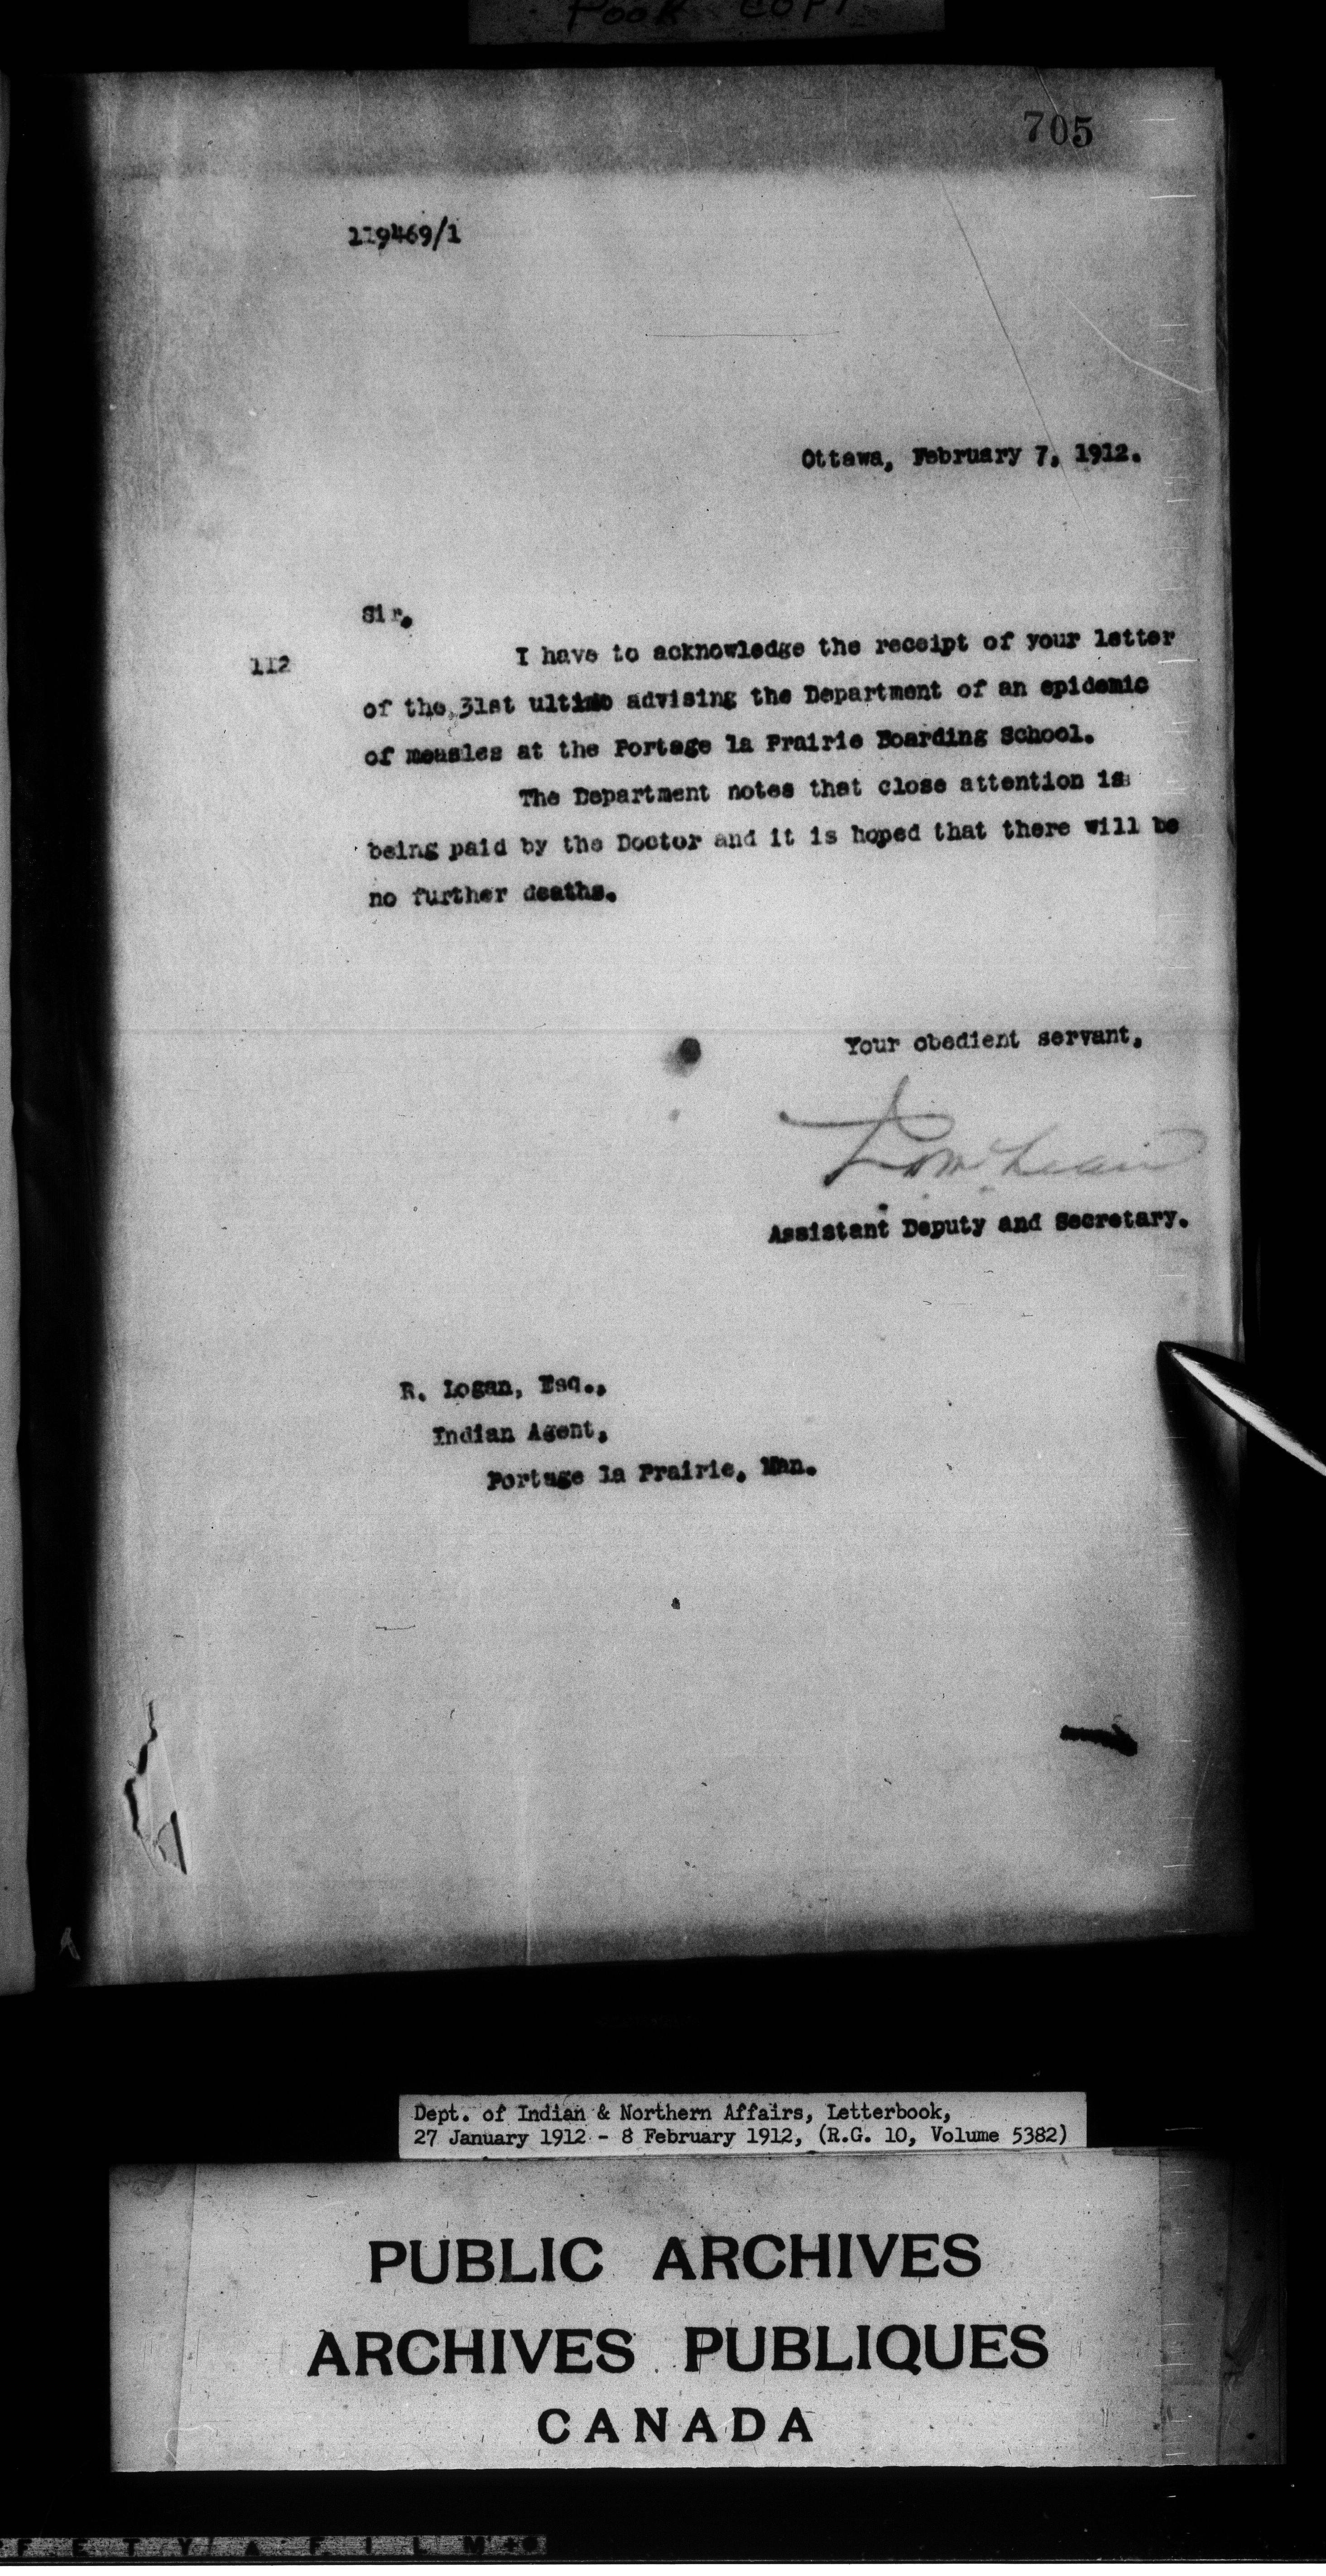 POOR COPY
705
119469/1
Ottawa, February 7, 1912.
Sir.
112
I have to acknowledge the receipt of your letter
of the 31st ultimo advising the Department of an epidemic
of measles at the Portage la Prairie Boarding School.
The Department notes that close attention is
being paid by the Doctor and it is hoped that there will be
no further deaths.
Your obedient servant,
Assistant Deputy and Secretary.
R. Logan, Esq.,
Indian Agent,
Portage la Prairie, Man.
Dept. of Indian & Northern Affairs, Letterbook,
27 January 1912 - 8 February 1912, (R.G. 10, Volume 5382)
PUBLIC ARCHIVES
ARCHIVES PUBLIQUES
CANADA
F E T Y A F I L M